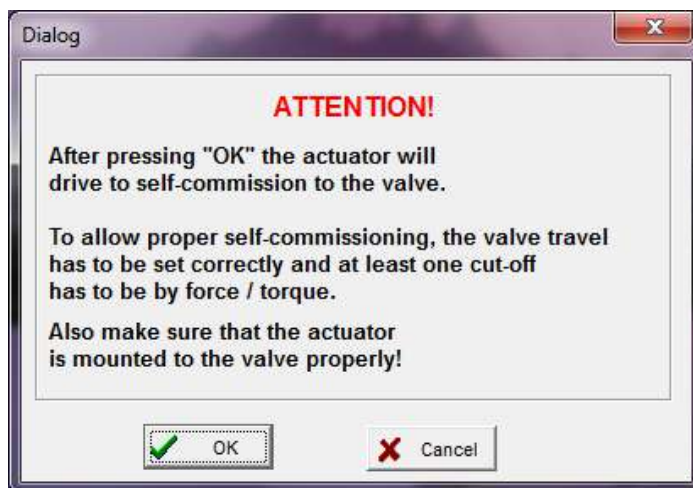 Dialog
ATTENTION!
After pressing "OK" the actuator will
drive to self-commission to the valve.
To allow proper self-commissioning, the valve travel
has to be set correctly and at least one cut-off
has to be by force / torque.
Also make sure that the actuator
is mounted to the valve properly!
OK
Cancel